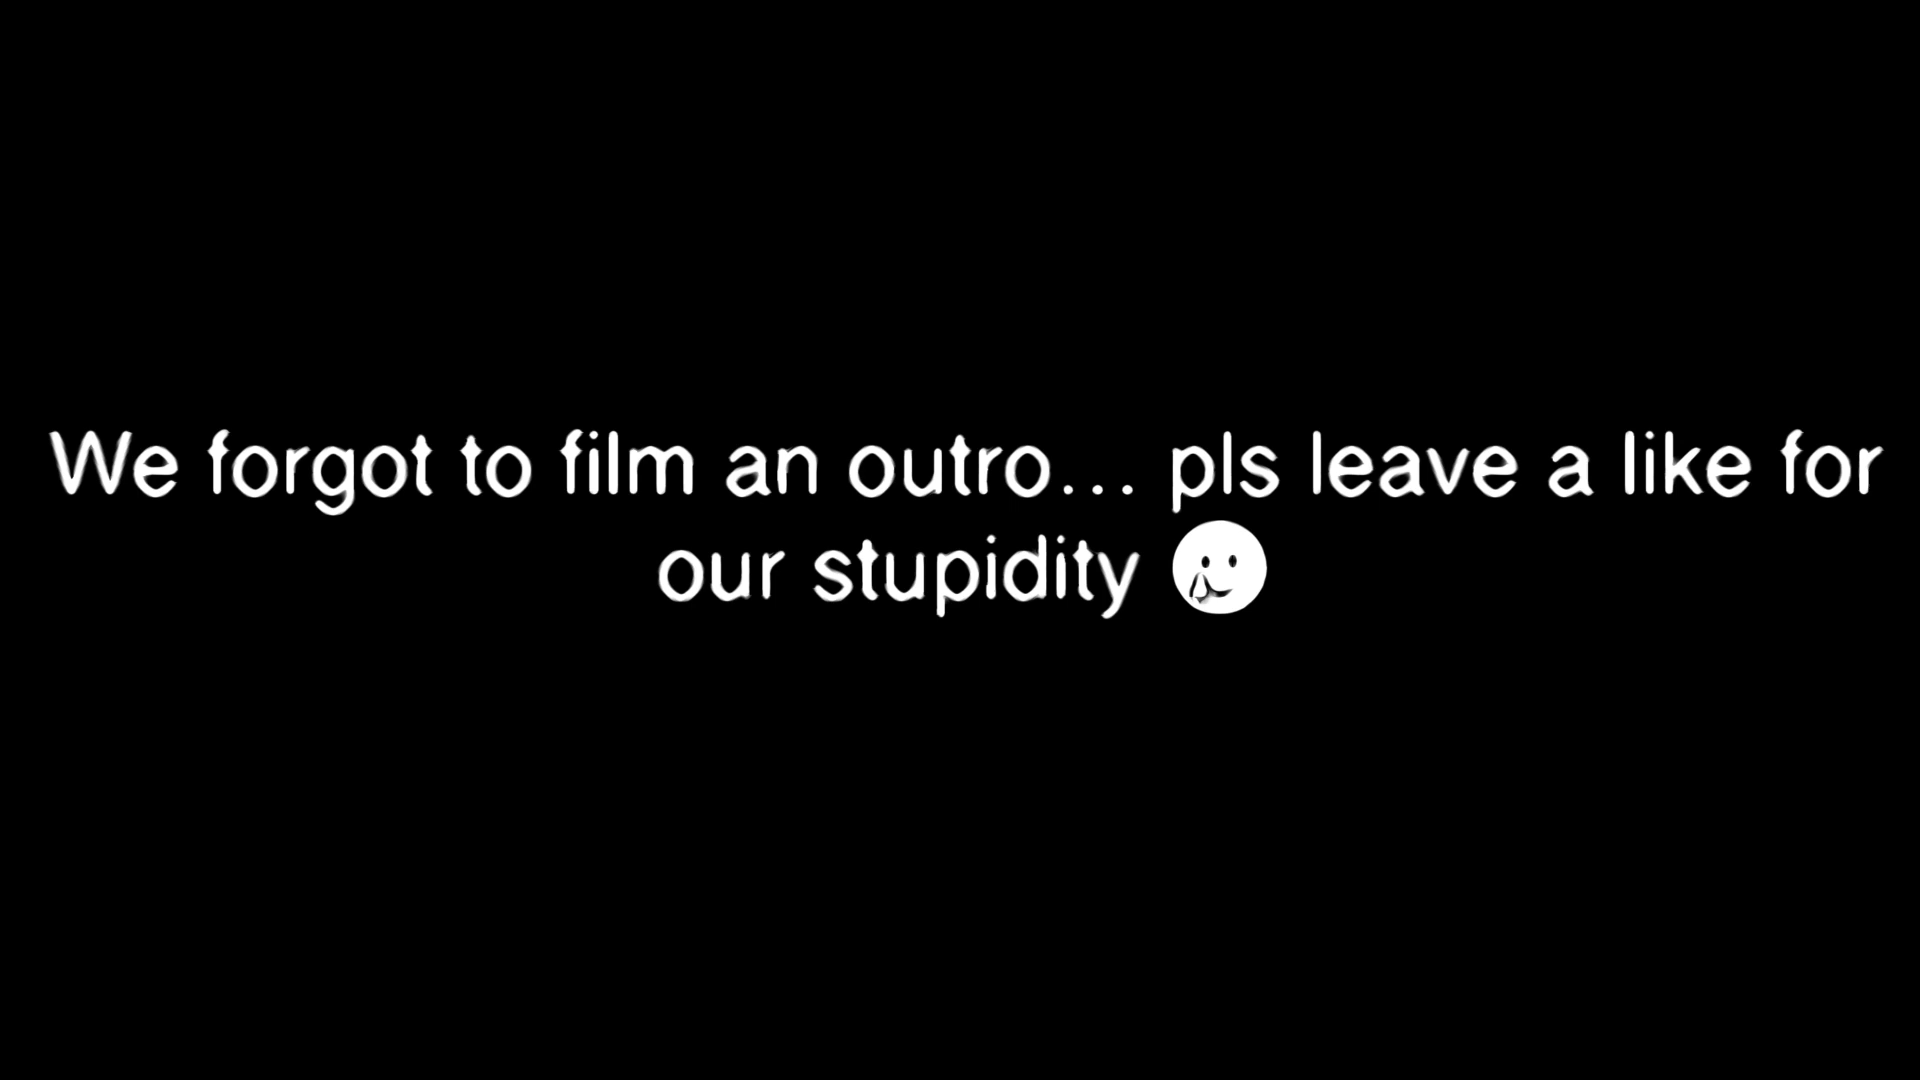 We forgot to film an outro... pls leave a like for
our stupidity 🥲